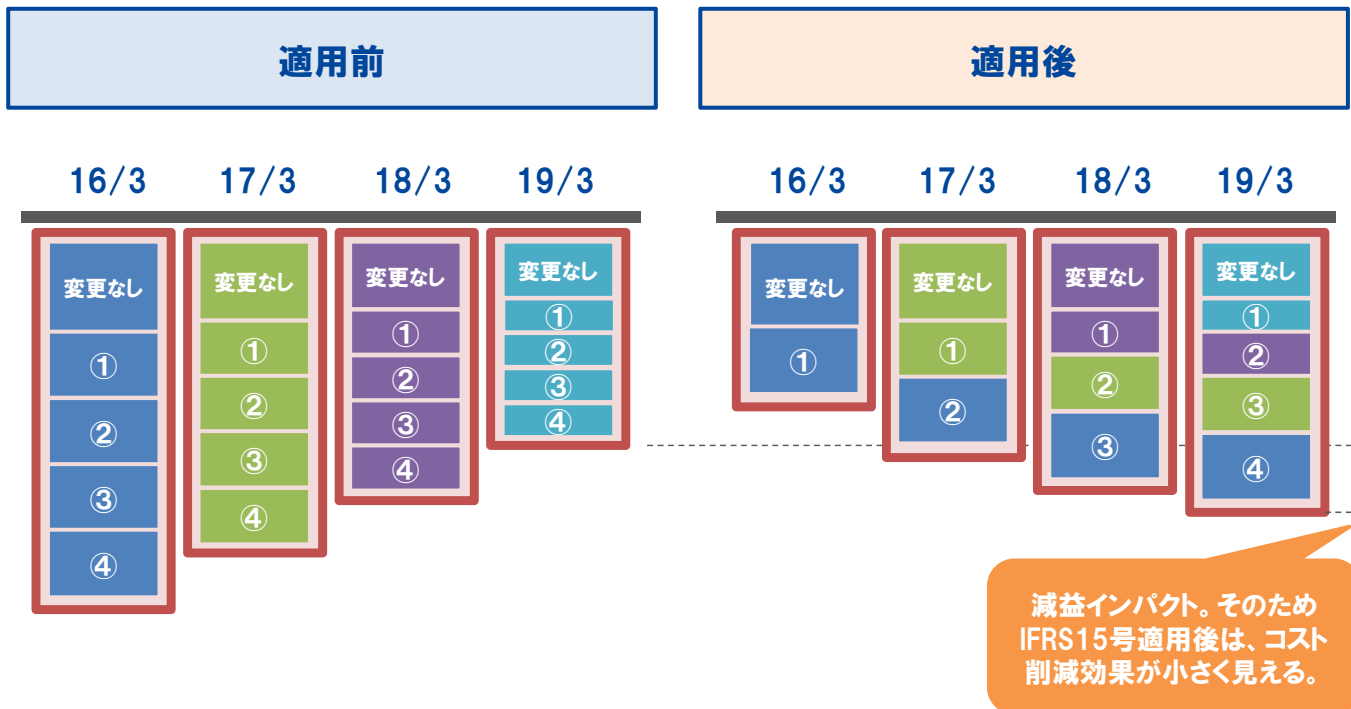 適用前
16/3 17/3 18/3 19/3
変更なし 変更なし 変更なし 変更なし
① ① ① ①
② ② ② ②
③ ③ ③ ③
④ ④ ④ ④
適用後
16/3 17/3 18/3 19/3
変更なし 変更なし 変更なし 変更なし
① ① ① ①
② ② ②
③ ③
④
減益インパクト。そのため
IFRS15号適用後は、コスト
削減効果が小さく見える。